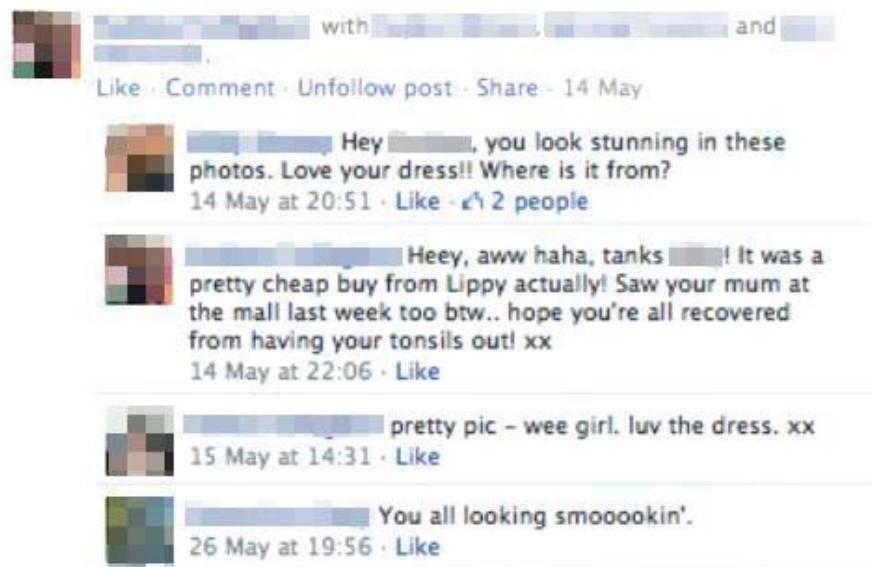 with , and
.
Like · Comment · Unfollow post · Share · 14 May
Hey , you look stunning in these
photos. Love your dress!! Where is it from?
14 May at 20:51 · Like · 2 people
Heey, aww haha, tanks ! It was a
pretty cheap buy from Lippy actually! Saw your mum at
the mall last week too btw.. hope you're all recovered
from having your tonsils out! xx
14 May at 22:06 · Like
pretty pic – wee girl. luv the dress. xx
15 May at 14:31 · Like
You all looking smooookin'.
26 May at 19:56 · Like